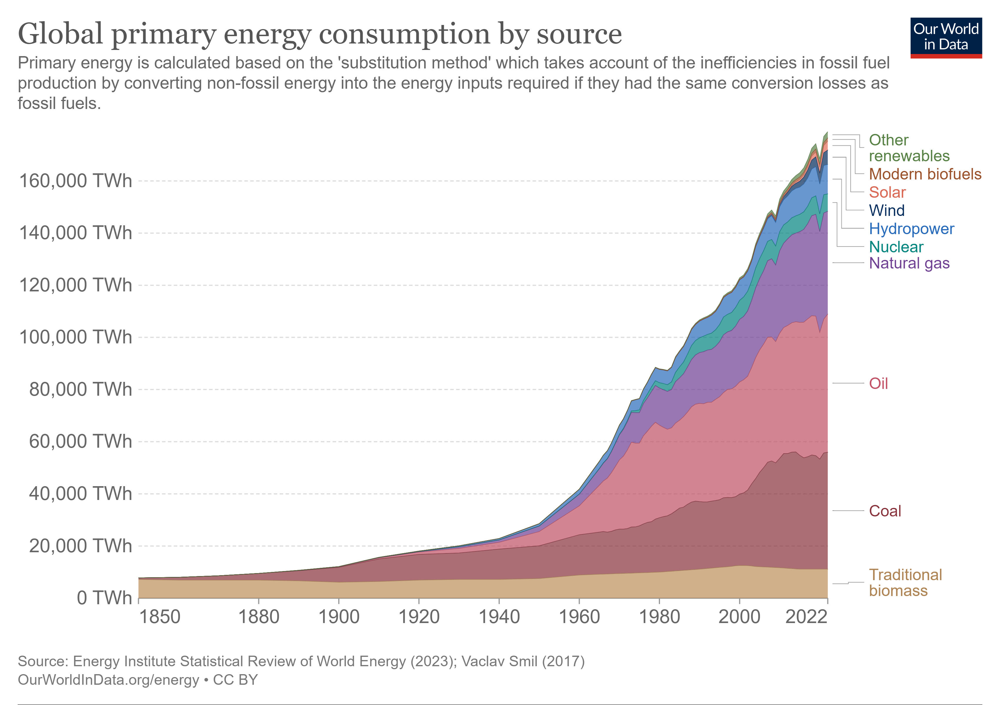 Global primary energy consumption by source
Our World
in Data
Primary energy is calculated based on the 'substitution method' which takes account of the inefficiencies in fossil fuel
production by converting non-fossil energy into the energy inputs required if they had the same conversion losses as
fossil fuels.
Other
renewables
Modern biofuels
Solar
Wind
Hydropower
Nuclear
Natural gas
Oil
Coal
Traditional
biomass
160,000 TWh
140,000 TWh
120,000 TWh
100,000 TWh
80,000 TWh
60,000 TWh
40,000 TWh
20,000 TWh
0 TWh
1850 1880 1900 1920 1940 1960 1980 2000 2022
Source: Energy Institute Statistical Review of World Energy (2023); Vaclav Smil (2017)
OurWorldInData.org/energy • CC BY